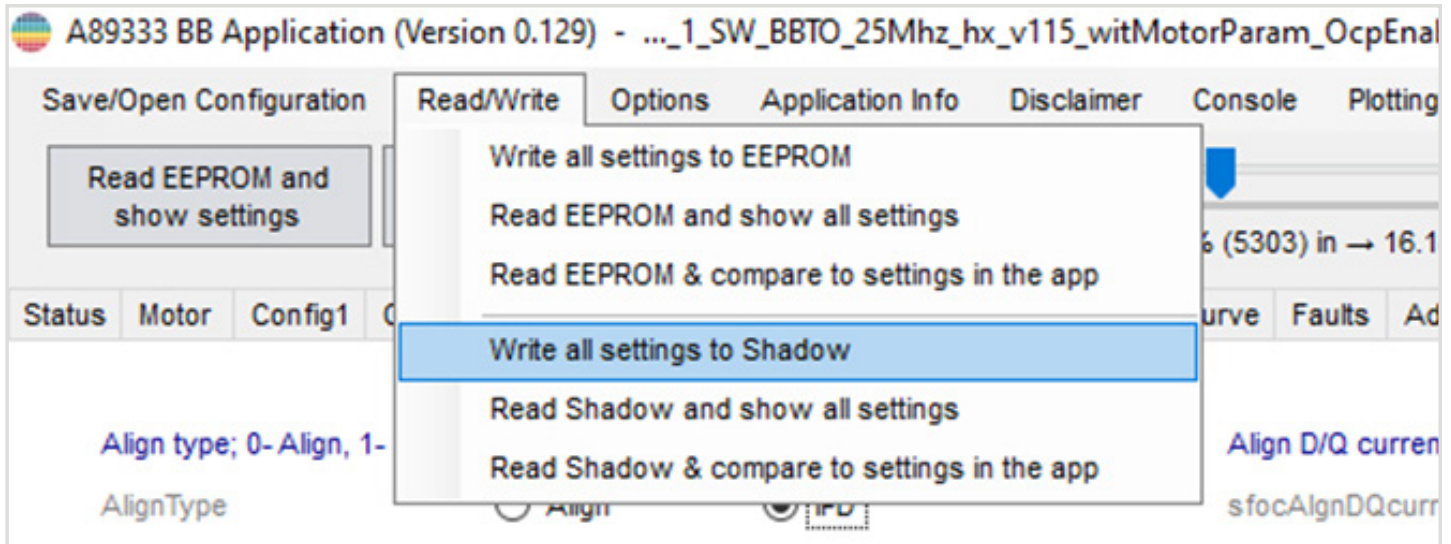 A89333 BB Application (Version 0.129) - ..._1_SW_BBTO_25Mhz_hx_v115_witMotorParam_OcpEnal
Save/Open Configuration Read/Write Options Application Info Disclaimer Console Plotting
Read EEPROM and
show settings
Write all settings to EEPROM
Read EEPROM and show all settings
Read EEPROM & compare to settings in the app
Write all settings to Shadow
Read Shadow and show all settings
Read Shadow & compare to settings in the app
% (5303) in → 16.1
Status Motor Config1 C urve Faults Ad
Align type; 0- Align, 1- Align D/Q curren
AlignType Align IPD sfocAlgnDQcurr